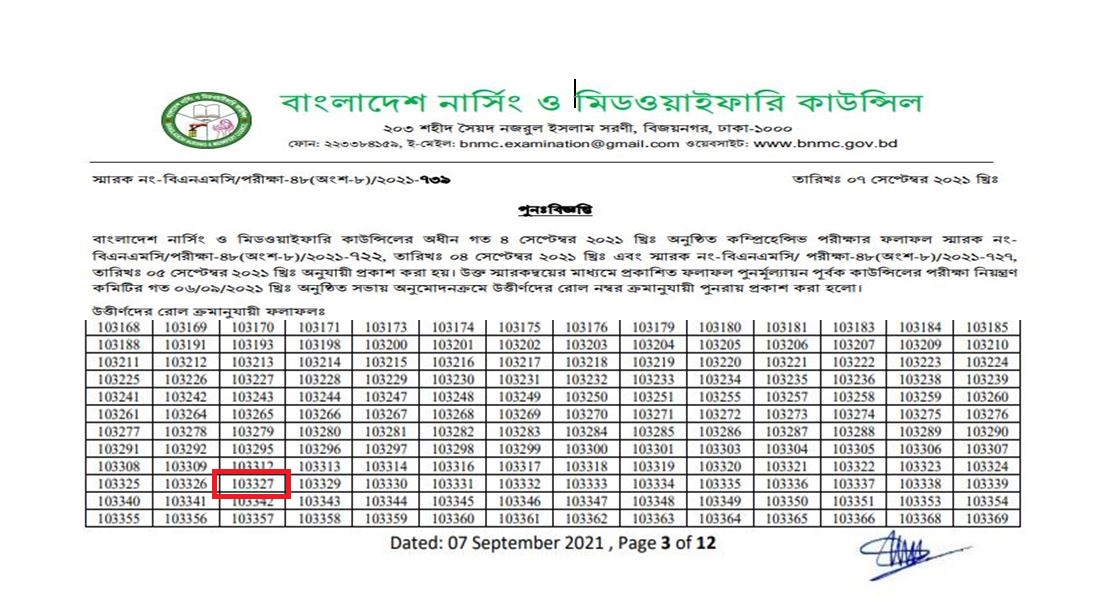 বাংলাদেশ নার্সিং ও মিডওয়াইফারি কাউন্সিল
২০৩ শহীদ সৈয়দ নজরুল ইসলাম সরণী, বিজয়নগর, ঢাকা-১০০০
ফোন: ২২৩৩৮৪১৫৯, ই-মেইল: bnmc.examination@gmail.com ওয়েবসাইট: www.bnmc.gov.bd
স্মারক নং-বিএনএমসি/পরীক্ষা-৪৮(অংশ-৮)/২০২১-৭৩৯ তারিখঃ ০৭ সেপ্টেম্বর ২০২১ খ্রিঃ
পুনঃবিজ্ঞপ্তি
বাংলাদেশ নার্সিং ও মিডওয়াইফারি কাউন্সিলের অধীন গত ৪ সেপ্টেম্বর ২০২১ খ্রিঃ অনুষ্ঠিত কম্প্রিহেন্সিভ পরীক্ষার ফলাফল স্মারক নং-
বিএনএমসি/পরীক্ষা-৪৮(অংশ-৮)/২০২১-৭২২, তারিখঃ ০৪ সেপ্টেম্বর ২০২১ খ্রিঃ এবং স্মারক নং-বিএনএমসি/ পরীক্ষা-৪৮(অংশ-৮)/২০২১-৭২৭,
তারিখঃ ০৫ সেপ্টেম্বর ২০২১ খ্রিঃ অনুযায়ী প্রকাশ করা হয়। উক্ত স্মারকদ্বয়ের মাধ্যমে প্রকাশিত ফলাফল পুনর্মূল্যায়ন পূর্বক কাউন্সিলের পরীক্ষা নিয়ন্ত্রণ
কমিটির গত ০৬/০৯/২০২১ খ্রিঃ অনুষ্ঠিত সভায় অনুমোদনক্রমে উত্তীর্ণদের রোল নম্বর ক্রমানুযায়ী পুনরায় প্রকাশ করা হলো।
উত্তীর্ণদের রোল ক্রমানুযায়ী ফলাফলঃ
103168 103169 103170 103171 103173 103174 103175 103176 103179 103180 103181 103183 103184 103185
103188 103191 103193 103198 103200 103201 103202 103203 103204 103205 103206 103207 103209 103210
103211 103212 103213 103214 103215 103216 103217 103218 103219 103220 103221 103222 103223 103224
103225 103226 103227 103228 103229 103230 103231 103232 103233 103234 103235 103236 103238 103239
103241 103242 103243 103244 103247 103248 103249 103250 103251 103255 103257 103258 103259 103260
103261 103264 103265 103266 103267 103268 103269 103270 103271 103272 103273 103274 103275 103276
103277 103278 103279 103280 103281 103282 103283 103284 103285 103286 103287 103288 103289 103290
103291 103292 103295 103296 103297 103298 103299 103300 103301 103303 103304 103305 103306 103307
103308 103309 103312 103313 103314 103316 103317 103318 103319 103320 103321 103322 103323 103324
103325 103326 103327 103329 103330 103331 103332 103333 103334 103335 103336 103337 103338 103339
103340 103341 103342 103343 103344 103345 103346 103347 103348 103349 103350 103351 103353 103354
103355 103356 103357 103358 103359 103360 103361 103362 103363 103364 103365 103366 103368 103369
Dated: 07 September 2021 , Page 3 of 12